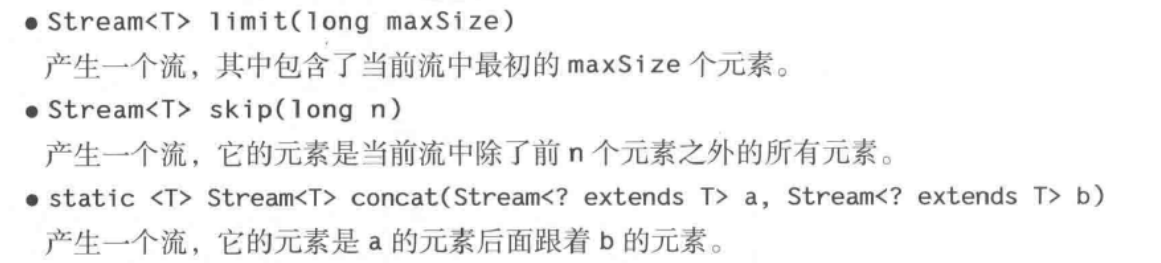 ● Stream<T> limit(long maxSize)
产生一个流，其中包含了当前流中最初的 maxSize 个元素。
● Stream<T> skip(long n)
产生一个流，它的元素是当前流中除了前 n 个元素之外的所有元素。
● static <T> Stream<T> concat(Stream<? extends T> a, Stream<? extends T> b)
产生一个流，它的元素是 a 的元素后面跟着 b 的元素。